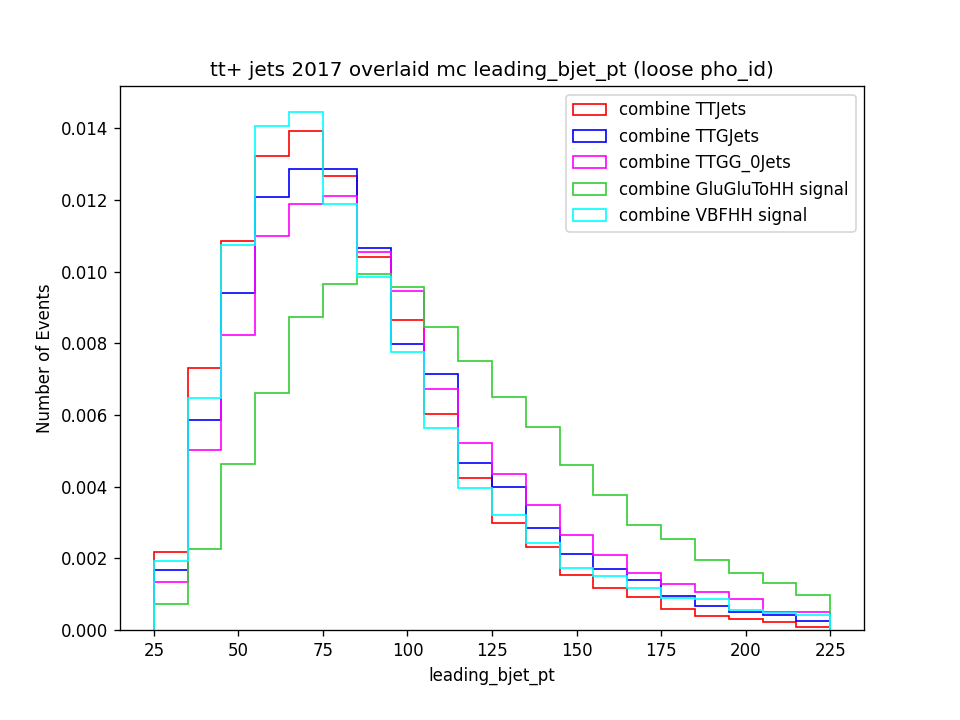 tt+ jets 2017 overlaid mc leading_bjet_pt (loose pho_id)
combine TTJets
combine TTGJets
combine TTGG_0Jets
combine GluGluToHH signal
combine VBFHH signal
Number of Events
0.014
0.012
0.010
0.008
0.006
0.004
0.002
0.000
25 50 75 100 125 150 175 200 225
leading_bjet_pt